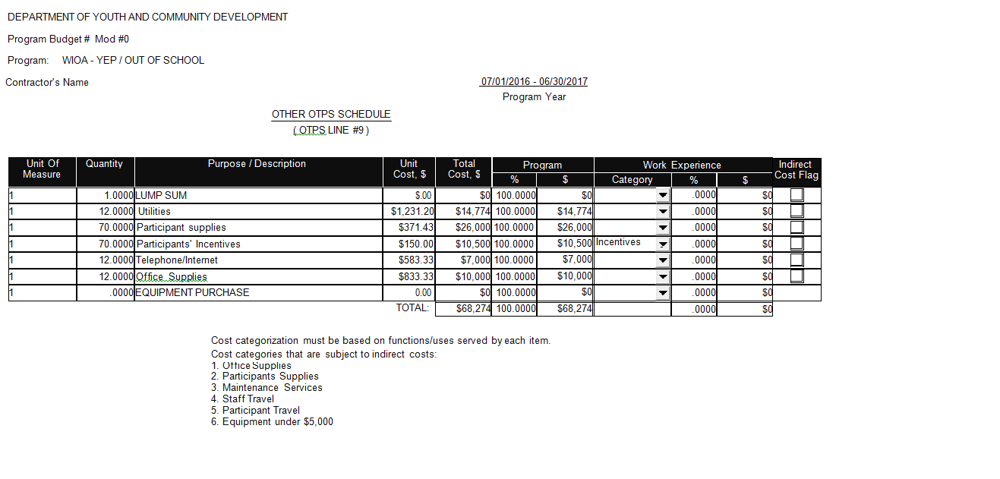 DEPARTMENT OF YOUTH AND COMMUNITY DEVELOPMENT
Program Budget # Mod #0
Program: WIOA - YEP / OUT OF SCHOOL
Contractor's Name
07/01/2016 - 06/30/2017
Program Year
OTHER OTPS SCHEDULE
( OTPS LINE #9 )
Unit Of Measure Quantity Purpose / Description Unit Cost, $ Total Cost, $ Program Work Experience Indirect Cost Flag
% $ Category % $
1 1.0000 LUMP SUM $.00 $0 100.0000 $0 .0000 $0
1 12.0000 Utilities $1,231.20 $14,774 100.0000 $14,774 .0000 $0
1 70.0000 Participant supplies $371.43 $26,000 100.0000 $26,000 .0000 $0
1 70.0000 Participants' Incentives $150.00 $10,500 100.0000 $10,500 Incentives .0000 $0
1 12.0000 Telephone/Internet $583.33 $7,000 100.0000 $7,000 .0000 $0
1 12.0000 Office Supplies $833.33 $10,000 100.0000 $10,000 .0000 $0
1 .0000 EQUIPMENT PURCHASE 0.00 $0 100.0000 $0 .0000 $0
TOTAL: $68,274 100.0000 $68,274 .0000 $0
Cost categorization must be based on functions/uses served by each item.
Cost categories that are subject to indirect costs:
1. Office Supplies
2. Participants Supplies
3. Maintenance Services
4. Staff Travel
5. Participant Travel
6. Equipment under $5,000